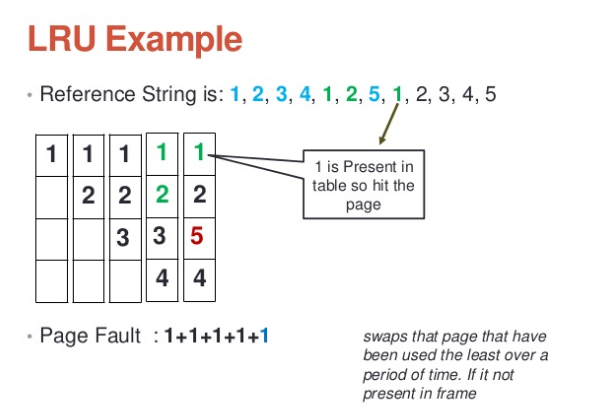 LRU Example
• Reference String is: 1, 2, 3, 4, 1, 2, 5, 1, 2, 3, 4, 5
1 1 1 1 1
2 2 2 2
3 3 5
4 4
1 is Present in
table so hit the
page
• Page Fault : 1+1+1+1+1
swaps that page that have
been used the least over a
period of time. If it not
present in frame